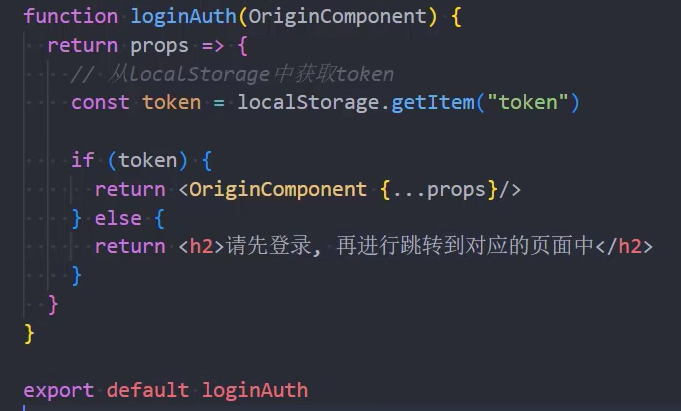 function loginAuth(OriginComponent) {
  return props => {
    // 从localStorage中获取token
    const token = localStorage.getItem("token")

    if (token) {
      return <OriginComponent {...props}/>
    } else {
      return <h2>请先登录, 再进行跳转到对应的页面中</h2>
    }
  }
}

export default loginAuth